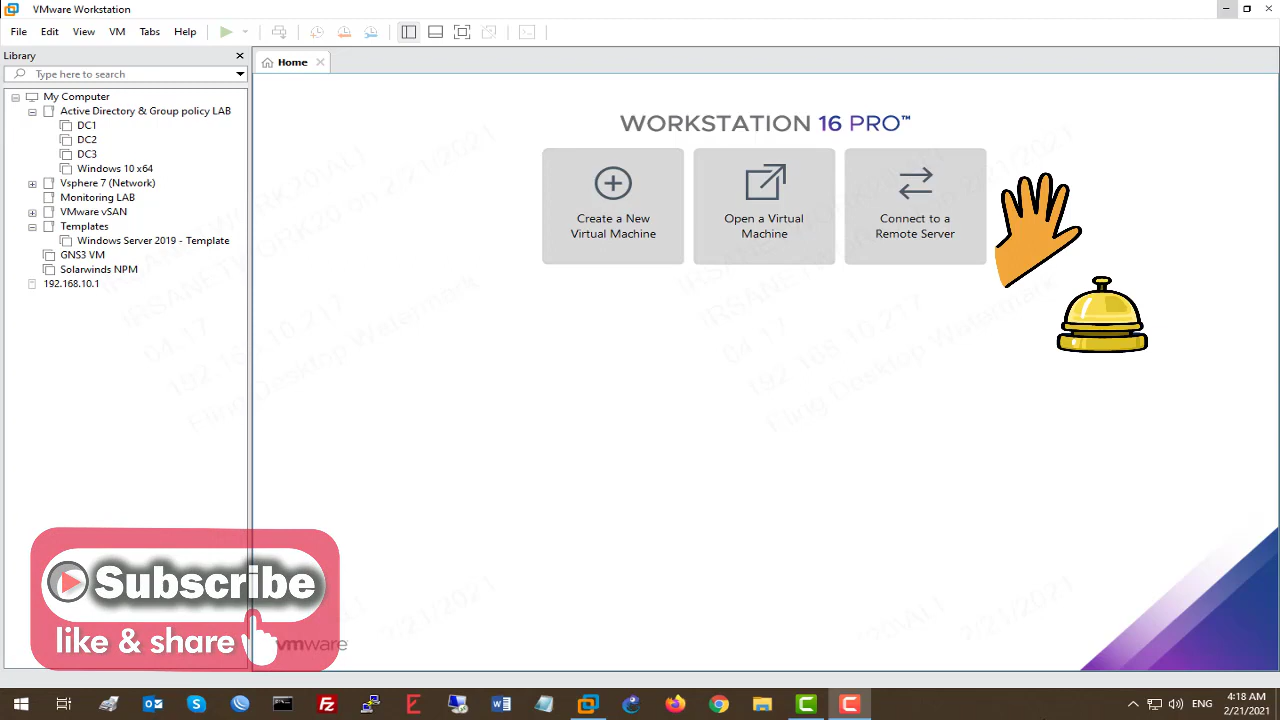 VMware Workstation
File Edit View VM Tabs Help
Library
Type here to search
My Computer
Active Directory & Group policy LAB
DC1
DC2
DC3
Windows 10 x64
Vsphere 7 (Network)
Monitoring LAB
VMware vSAN
Templates
Windows Server 2019 - Template
GNS3 VM
Solarwinds NPM
192.168.10.1
Home
WORKSTATION 16 PRO™
Create a New
Virtual Machine
Open a Virtual
Machine
Connect to a
Remote Server
Subscribe
like & share
vmware
ENG
4:18 AM
2/21/2021